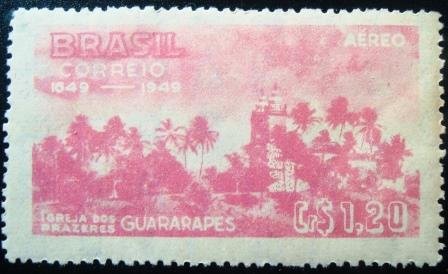 BRASIL AÉREO
CORREIO
1649 — 1949
IGREJA DOS
PRAZERES GUARARAPES Cr$ 1,20